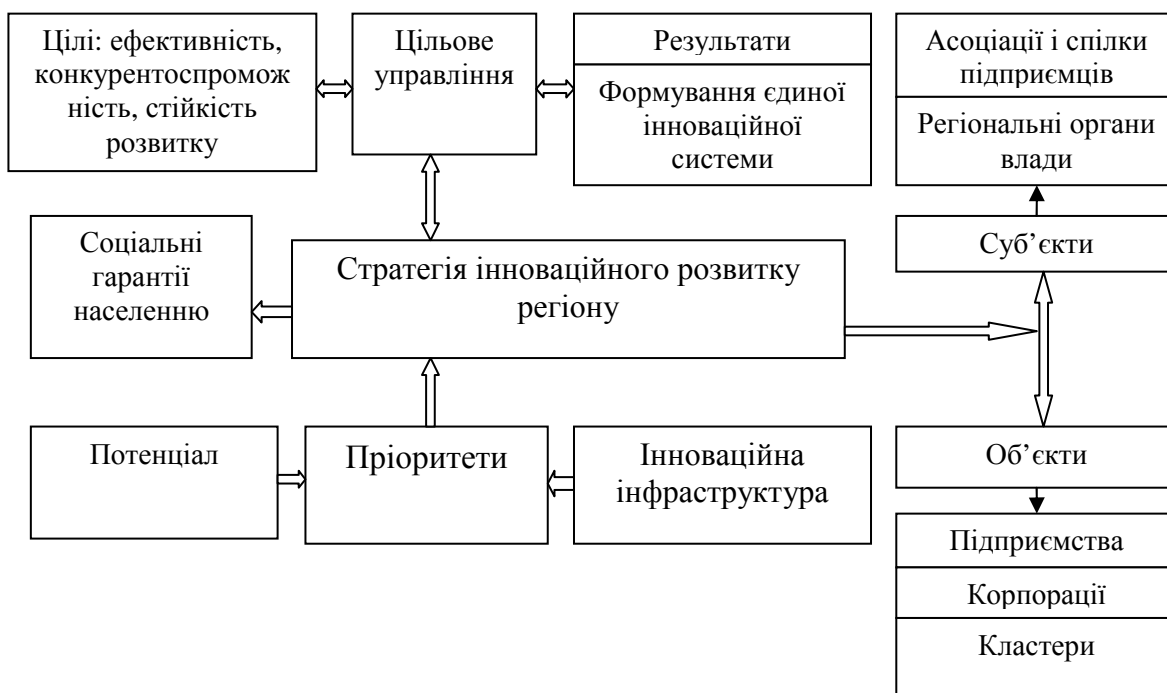 Цілі: ефективність,
конкурентоспромож
ність, стійкість
розвитку
Цільове
управління
Результати
Формування єдиної
інноваційної
системи
Асоціації і спілки
підприємців
Регіональні органи
влади
Соціальні
гарантії
населенню
Стратегія інноваційного розвитку
регіону
Суб’єкти
Потенціал
Пріоритети
Інноваційна
інфраструктура
Об’єкти
Підприємства
Корпорації
Кластери